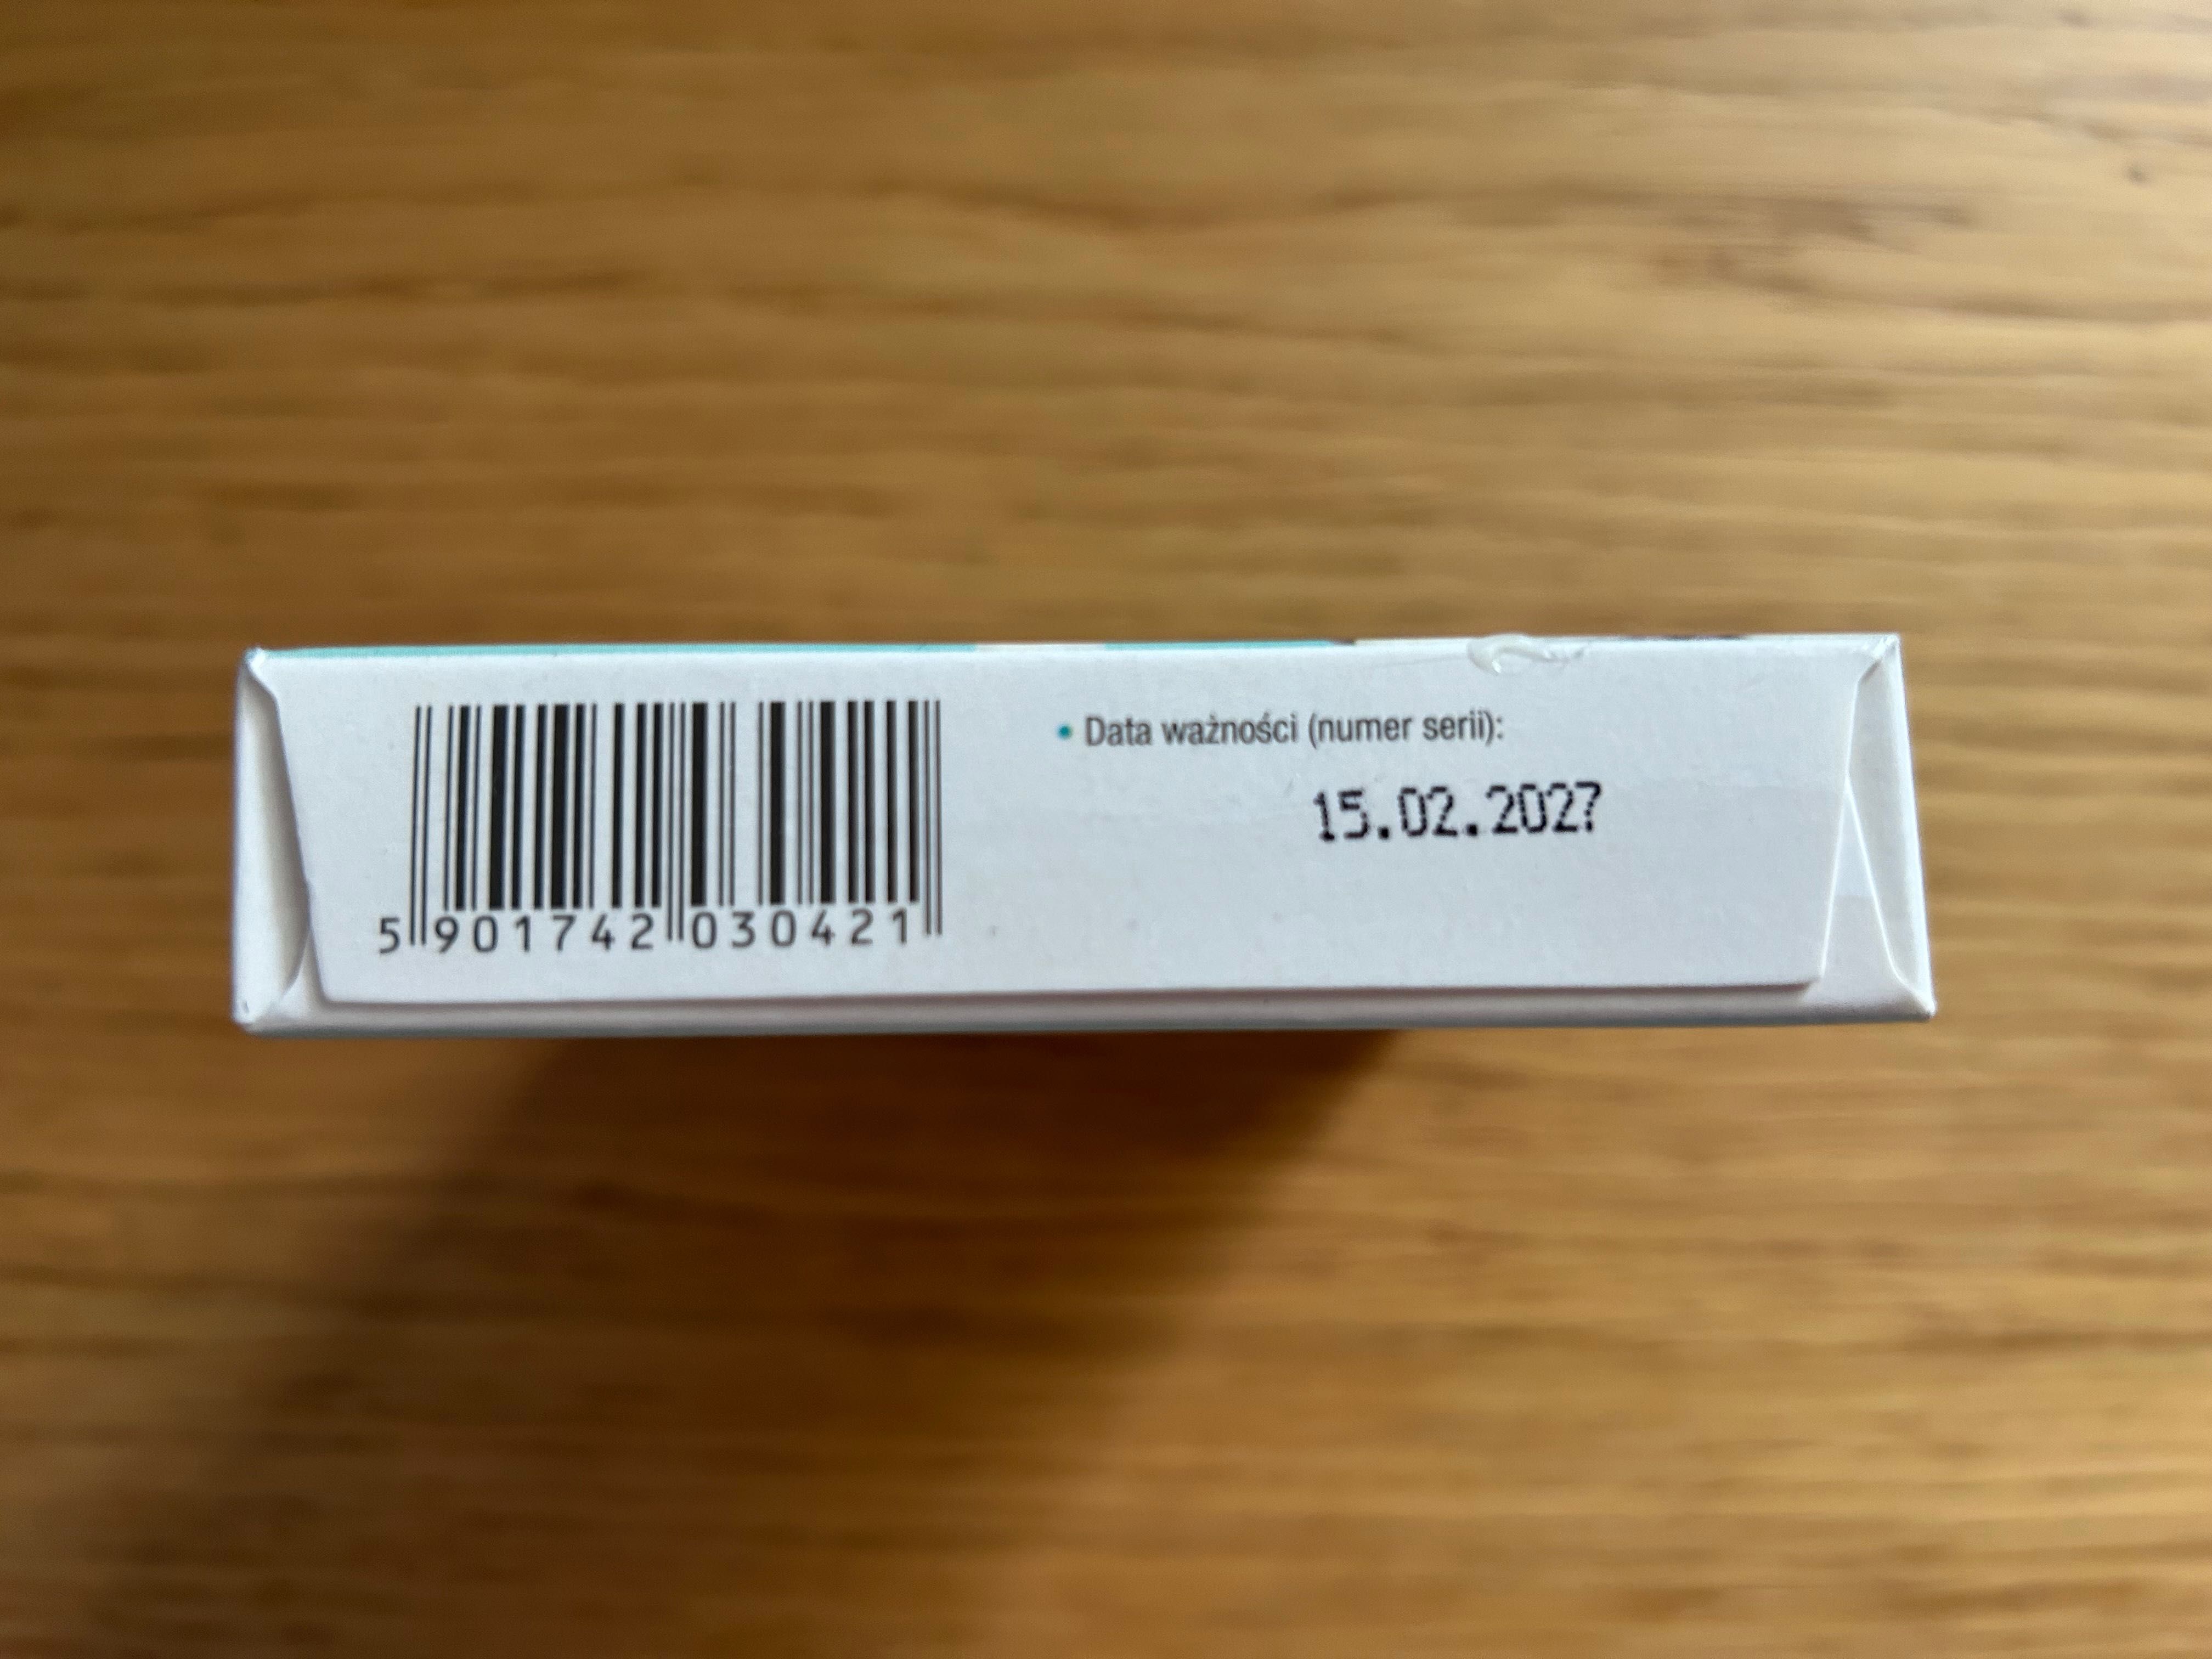 • Data ważności (numer serii):
15.02.2027
5 901742 030421